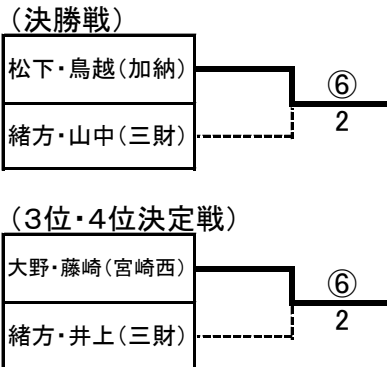 （決勝戦）
松下・鳥越（加納）
⑥
2
緒方・山中（三財）
（3位・4位決定戦）
大野・藤崎（宮崎西）
⑥
2
緒方・井上（三財）